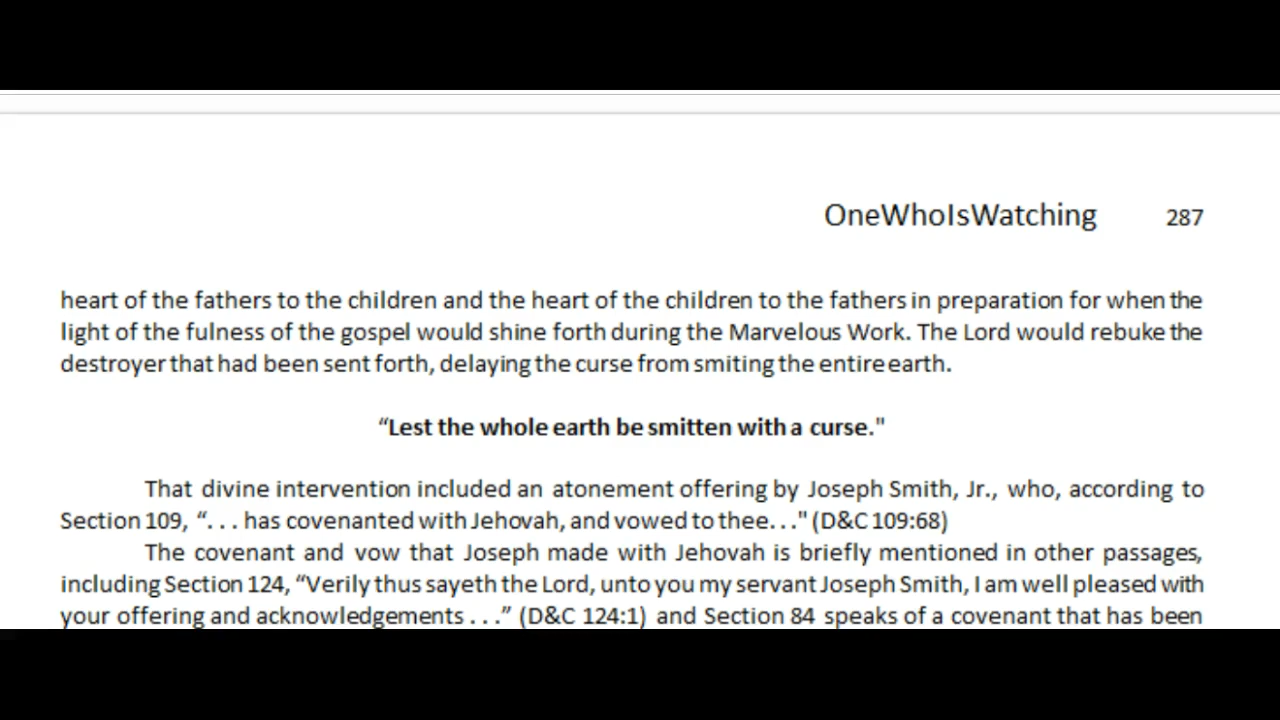 OneWhoIsWatching 287
heart of the fathers to the children and the heart of the children to the fathers in preparation for when the
light of the fulness of the gospel would shine forth during the Marvelous Work. The Lord would rebuke the
destroyer that had been sent forth, delaying the curse from smiting the entire earth.
“Lest the whole earth be smitten with a curse."
That divine intervention included an atonement offering by Joseph Smith, Jr., who, according to
Section 109, “. . . has covenanted with Jehovah, and vowed to thee. . ." (D&C 109:68)
The covenant and vow that Joseph made with Jehovah is briefly mentioned in other passages,
including Section 124, “Verily thus sayeth the Lord, unto you my servant Joseph Smith, I am well pleased with
your offering and acknowledgements . . .” (D&C 124:1) and Section 84 speaks of a covenant that has been